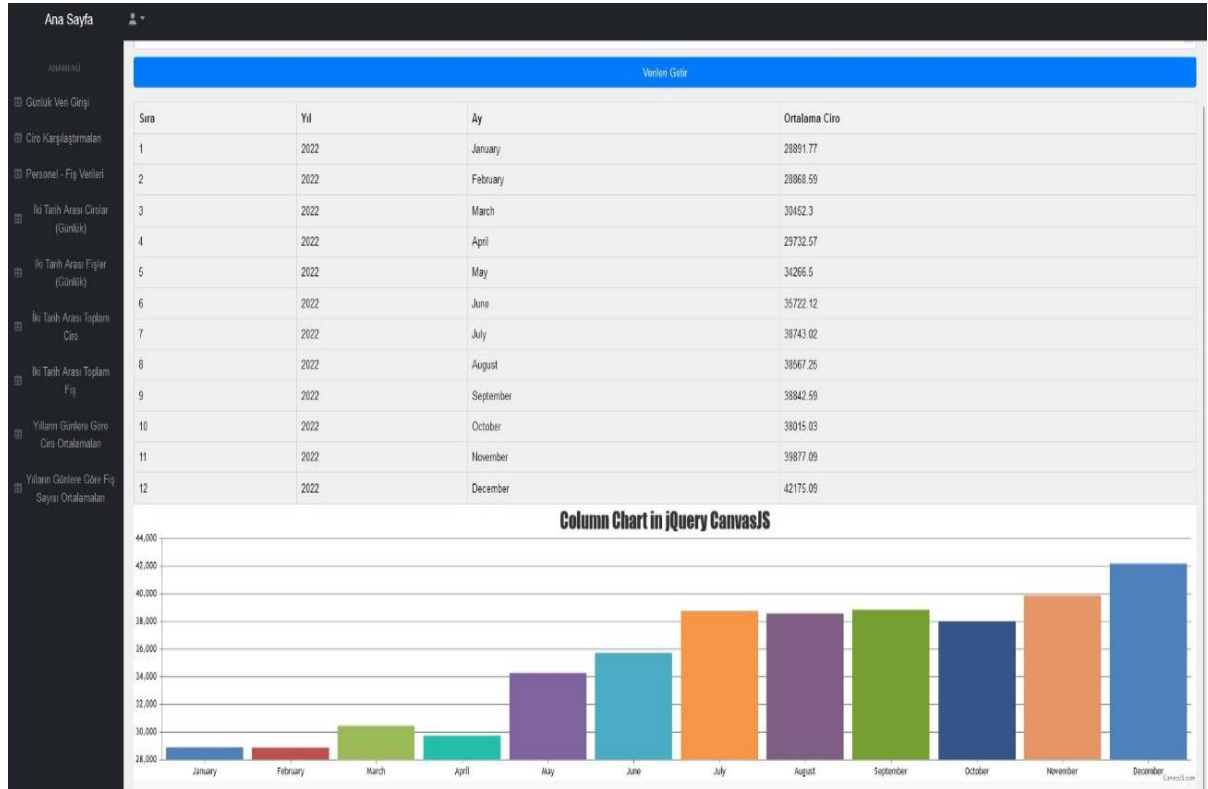 Ana Sayfa
ANAMENÜ
Günlük Veri Girişi
Ciro Karşılaştırmaları
Personel - Fiş Verileri
İki Tarih Arası Cirolar
(Günlük)
İki Tarih Arası Fişler
(Günlük)
İki Tarih Arası Toplam
Ciro
İki Tarih Arası Toplam
Fiş
Yılların Günlere Göre
Ciro Ortalamaları
Yılların Günlere Göre Fiş
Sayısı Ortalamaları
Verileri Getir
Sıra Yıl Ay Ortalama Ciro
1 2022 January 28891.77
2 2022 February 28868.59
3 2022 March 30452.3
4 2022 April 29732.57
5 2022 May 34266.5
6 2022 June 35722.12
7 2022 July 38743.02
8 2022 August 38567.25
9 2022 September 38842.59
10 2022 October 38015.03
11 2022 November 39877.09
12 2022 December 42175.09
Column Chart in jQuery CanvasJS
44,000
42,000
40,000
38,000
36,000
34,000
32,000
30,000
28,000
January February March April May June July August September October November December
CanvasJS.com